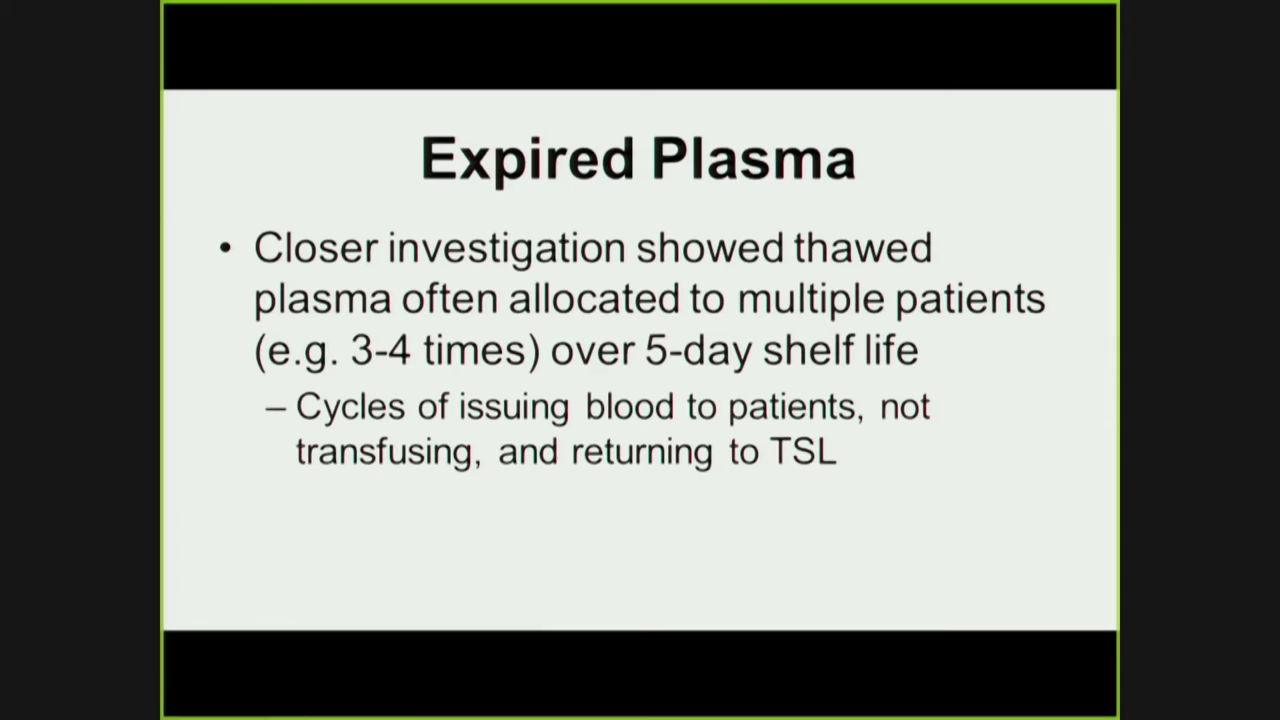 Expired Plasma
• Closer investigation showed thawed
plasma often allocated to multiple patients
(e.g. 3-4 times) over 5-day shelf life
– Cycles of issuing blood to patients, not
transfusing, and returning to TSL